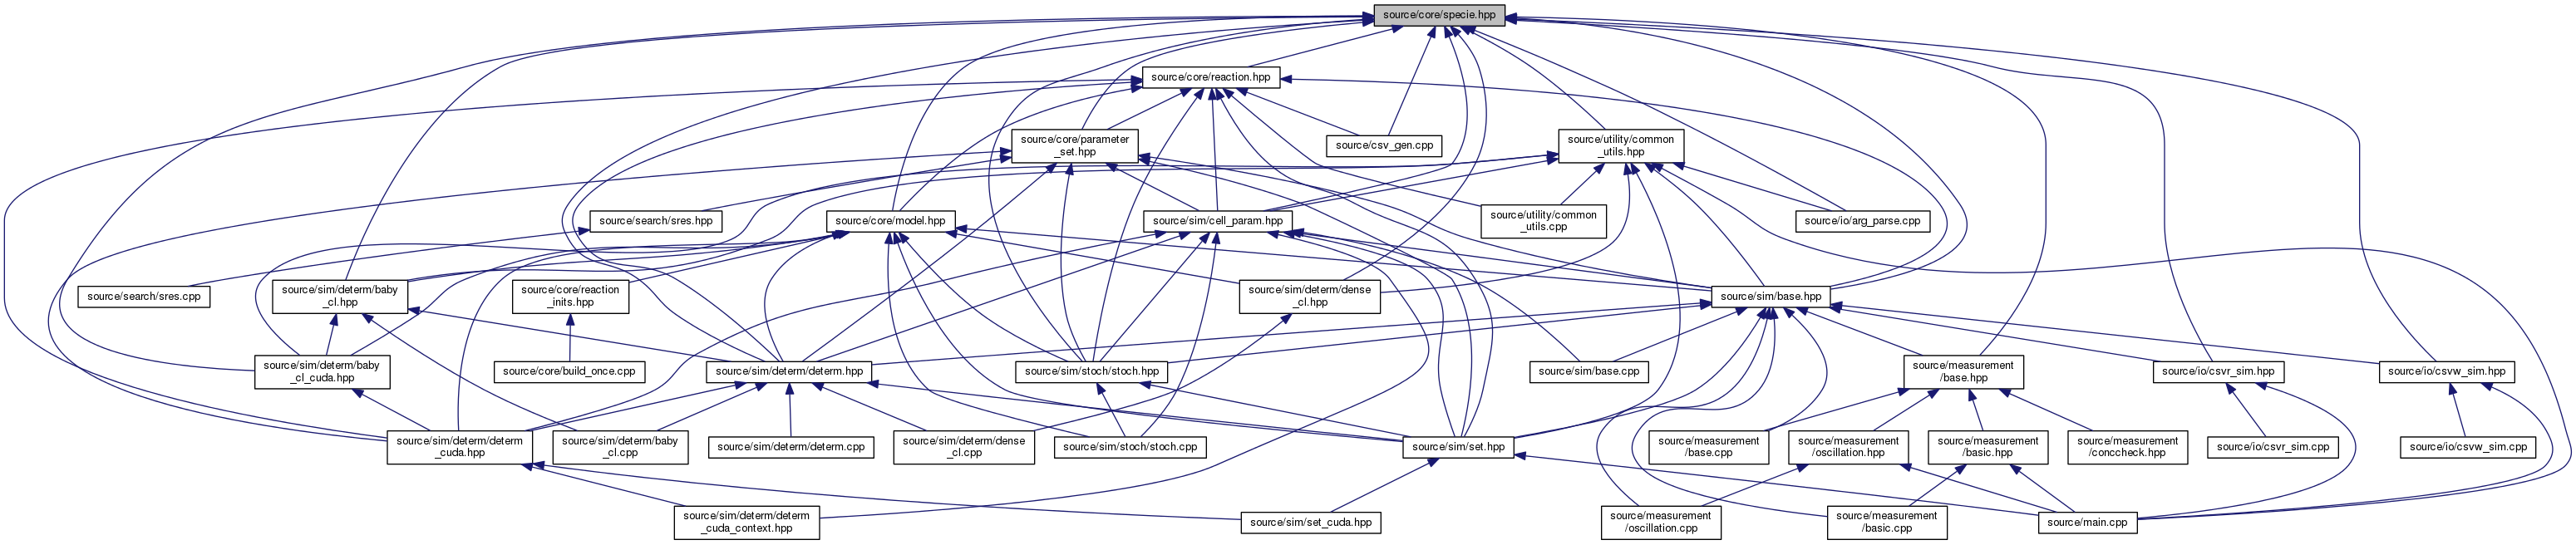 source/core/specie.hpp
source/core/reaction.hpp
source/core/parameter
_set.hpp
source/csv_gen.cpp
source/utility/common
_utils.hpp
source/search/sres.hpp
source/core/model.hpp
source/sim/cell_param.hpp
source/utility/common
_utils.cpp
source/io/arg_parse.cpp
source/search/sres.cpp
source/sim/determ/baby
_cl.hpp
source/core/reaction
_inits.hpp
source/sim/determ/dense
_cl.hpp
source/sim/base.hpp
source/sim/determ/baby
_cl_cuda.hpp
source/core/build_once.cpp
source/sim/determ/determ.hpp
source/sim/stoch/stoch.hpp
source/sim/base.cpp
source/measurement
/base.hpp
source/io/csvr_sim.hpp
source/io/csvw_sim.hpp
source/sim/determ/determ
_cuda.hpp
source/sim/determ/baby
_cl.cpp
source/sim/determ/determ.cpp
source/sim/determ/dense
_cl.cpp
source/sim/stoch/stoch.cpp
source/sim/set.hpp
source/measurement
/base.cpp
source/measurement
/oscillation.hpp
source/measurement
/basic.hpp
source/measurement
/conccheck.hpp
source/io/csvr_sim.cpp
source/io/csvw_sim.cpp
source/sim/determ/determ
_cuda_context.hpp
source/sim/set_cuda.hpp
source/measurement
/oscillation.cpp
source/measurement
/basic.cpp
source/main.cpp